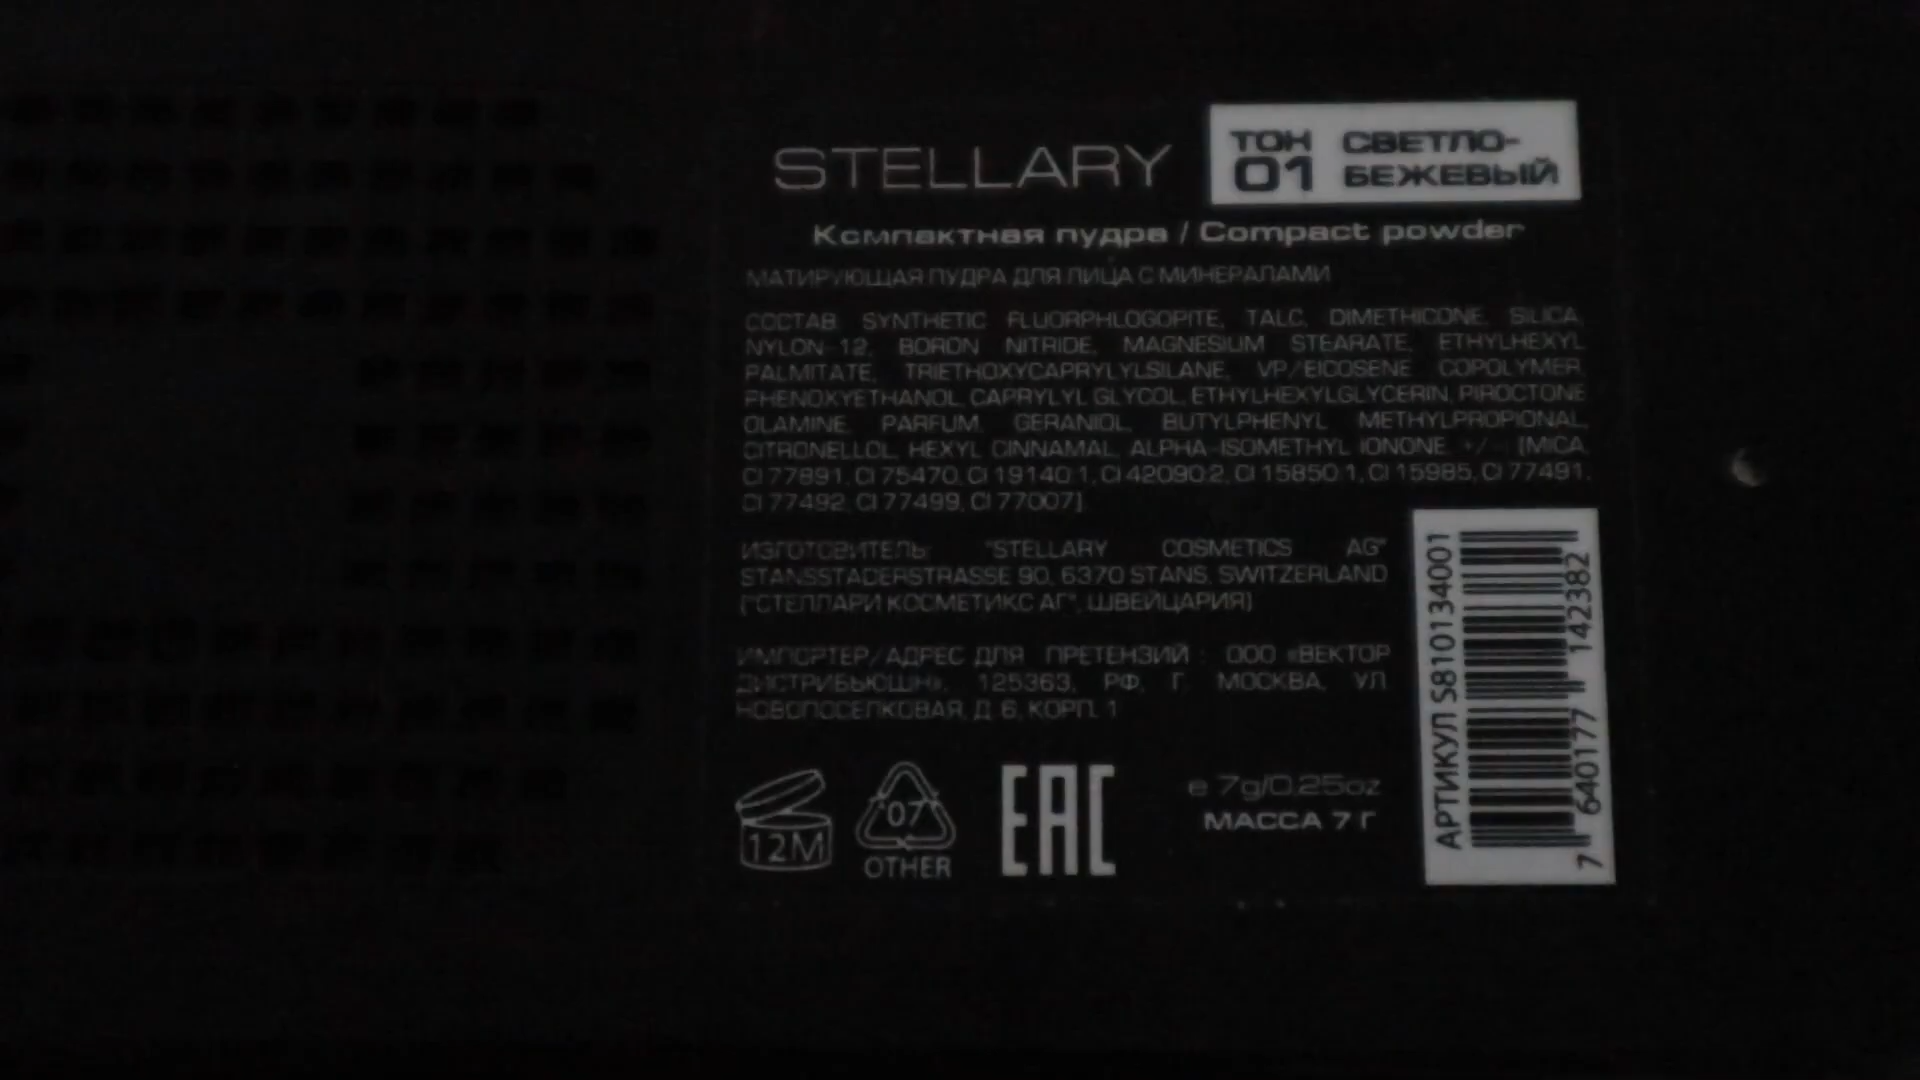 STELLARY
ТОН 01 СВЕТЛО-
БЕЖЕВЫЙ
Компактная пудра / Compact powder
МАТИРУЮЩАЯ ПУДРА ДЛЯ ЛИЦА С МИНЕРАЛАМИ
СОСТАВ: SYNTHETIC FLUORPHLOGOPITE, TALC, DIMETHICONE, SILICA,
NYLON-12, BORON NITRIDE, MAGNESIUM STEARATE, ETHYLHEXYL
PALMITATE, TRIETHOXYCAPRYLYLSILANE, VP/EICOSENE COPOLYMER,
PHENOXYETHANOL, CAPRYLYL GLYCOL, ETHYLHEXYLGLYCERIN, PIROCTONE
OLAMINE, PARFUM, GERANIOL, BUTYLPHENYL METHYLPROPIONAL,
CITRONELLOL, HEXYL CINNAMAL, ALPHA-ISOMETHYL IONONE, +/- [MICA,
CI 77891, CI 75470, CI 19140:1, CI 42090:2, CI 15850:1, CI 15985, CI 77491,
CI 77492, CI 77499, CI 77007]
ИЗГОТОВИТЕЛЬ: "STELLARY COSMETICS AG"
STANSSTADERSTRASSE 90, 6370 STANS, SWITZERLAND
("СТЕЛЛАРИ КОСМЕТИКС АГ", ШВЕЙЦАРИЯ)
ИМПОРТЕР/АДРЕС ДЛЯ ПРЕТЕНЗИЙ : ООО «ВЕКТОР
ДИСТРИБЬЮШН», 125363, РФ, Г. МОСКВА, УЛ.
НОВОПОСЕЛКОВАЯ, Д. 6, КОРП. 1
12M
07
OTHER
EAC
e 7g/0.25oz
МАССА 7 Г
АРТИКУЛ S810134001
7 640177 142382